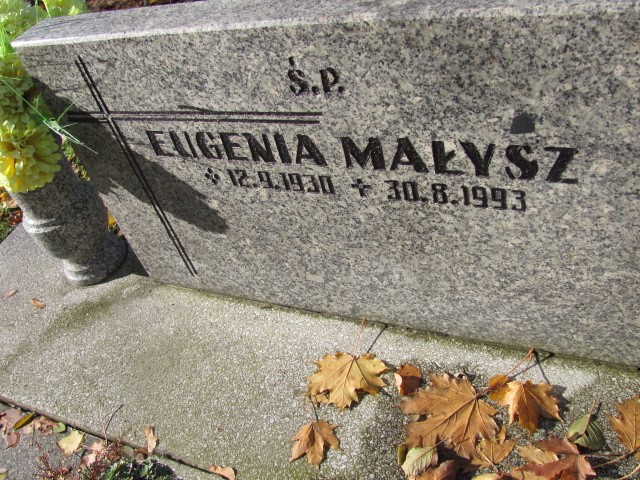 Ś.P.
EUGENIA MAŁYSZ
12.9.1930 + 30.8.1993